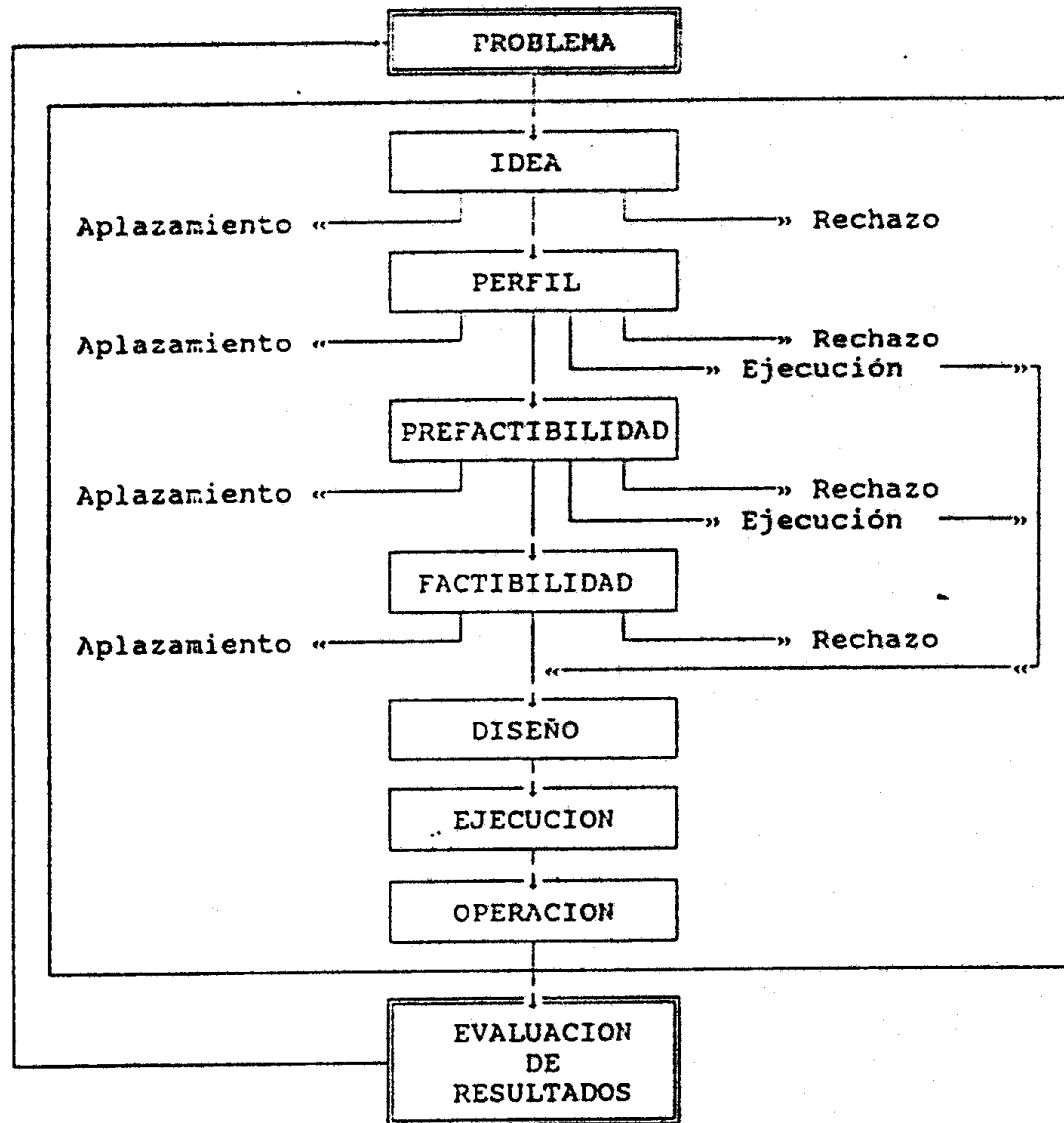 PROBLEMA
IDEA
Aplazamiento « » Rechazo
PERFIL
Aplazamiento « » Rechazo
» Ejecución »
PREFACTIBILIDAD
Aplazamiento « » Rechazo
» Ejecución »
FACTIBILIDAD
Aplazamiento « » Rechazo
« «
DISEÑO
EJECUCION
OPERACION
EVALUACION
DE
RESULTADOS